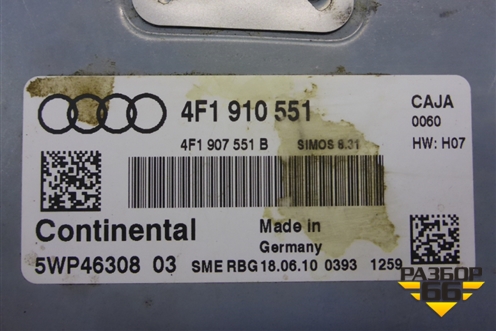 4F1 910 551
CAJA
0060
4F1 907 551 B SIMOS 8.31
HW: H07
Continental
Made in
Germany
5WP46308 03
SME RBG 18.06.10 0393 1259
РАЗБОР
66